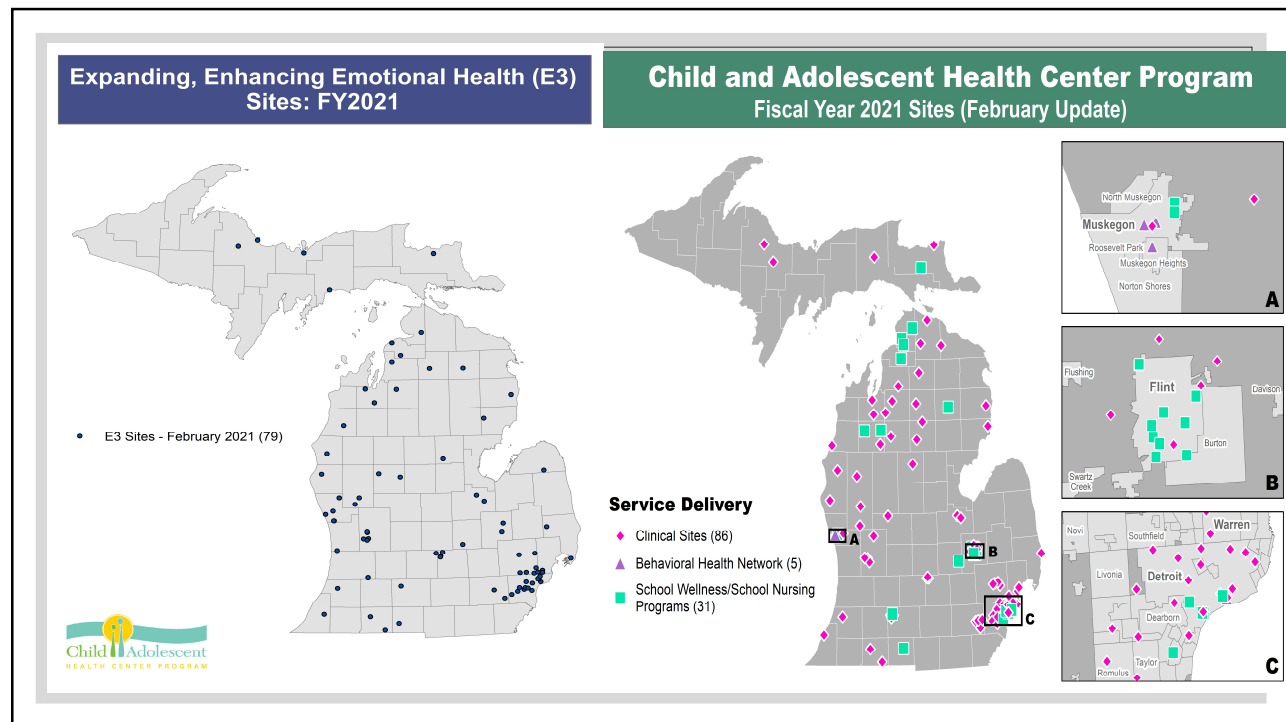 Expanding, Enhancing Emotional Health (E3)
Sites: FY2021
E3 Sites - February 2021 (79)
Child Adolescent
HEALTH CENTER PROGRAM
Child and Adolescent Health Center Program
Fiscal Year 2021 Sites (February Update)
Service Delivery
Clinical Sites (86)
Behavioral Health Network (5)
School Wellness/School Nursing
Programs (31)
A
B
C
North Muskegon
Muskegon
Roosevelt Park
Muskegon Heights
Norton Shores
A
Flushing
Flint
Davison
Burton
Swartz
Creek
B
Novi
Southfield
Warren
Livonia
Detroit
Dearborn
Taylor
Romulus
C